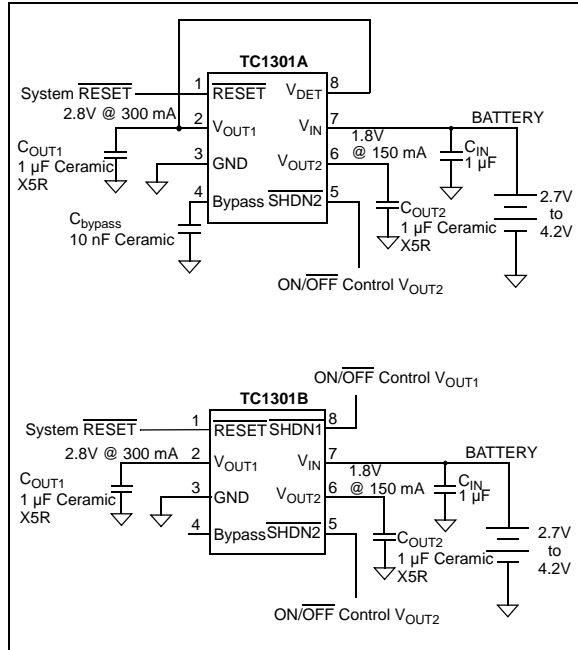 TC1301A
System RESET
1
RESET
VDET
8
2.8V @ 300 mA
2
VOUT1
VIN
7
BATTERY
COUT1
1 µF Ceramic
X5R
3
GND
VOUT2
6
1.8V
@ 150 mA
CIN
1 µF
4
Bypass
SHDN2
5
Cbypass
10 nF Ceramic
COUT2
1 µF Ceramic
X5R
2.7V
to
4.2V
ON/OFF Control VOUT2
ON/OFF Control VOUT1
TC1301B
System RESET
1
RESET
SHDN1
8
2.8V @ 300 mA
2
VOUT1
VIN
7
BATTERY
COUT1
1 µF Ceramic
X5R
3
GND
VOUT2
6
1.8V
@ 150 mA
CIN
1 µF
4
Bypass
SHDN2
5
COUT2
1 µF Ceramic
X5R
2.7V
to
4.2V
ON/OFF Control VOUT2